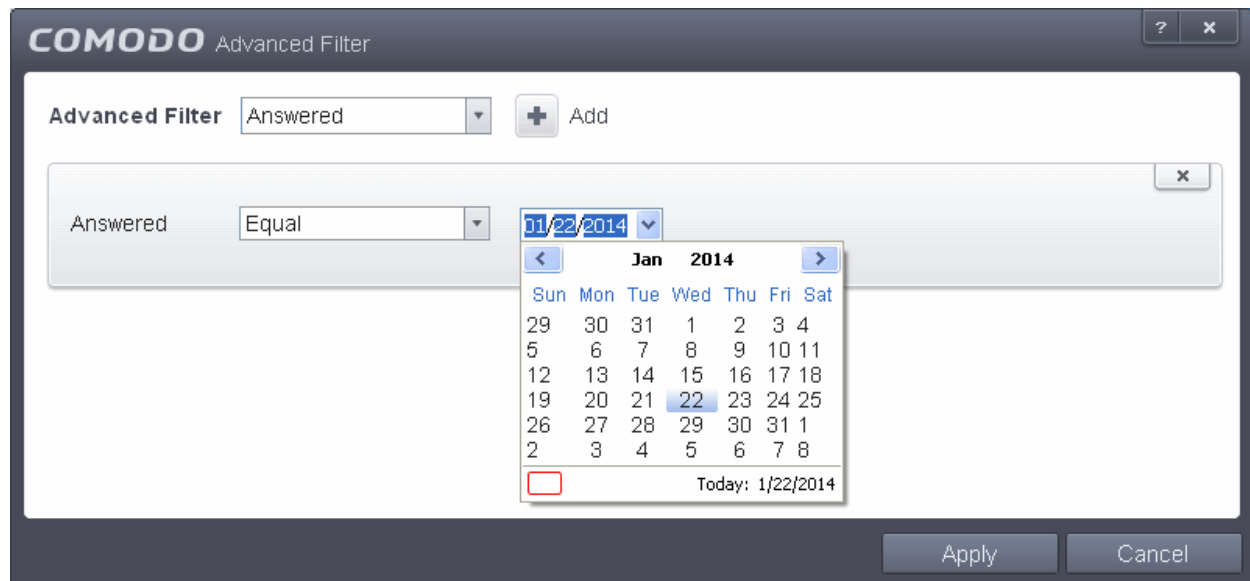 COMODO Advanced Filter ? x
Advanced Filter Answered + Add
x
Answered Equal 01/22/2014
< Jan 2014 >
Sun Mon Tue Wed Thu Fri Sat
29 30 31 1 2 3 4
5 6 7 8 9 10 11
12 13 14 15 16 17 18
19 20 21 22 23 24 25
26 27 28 29 30 31 1
2 3 4 5 6 7 8
Today: 1/22/2014
Apply Cancel